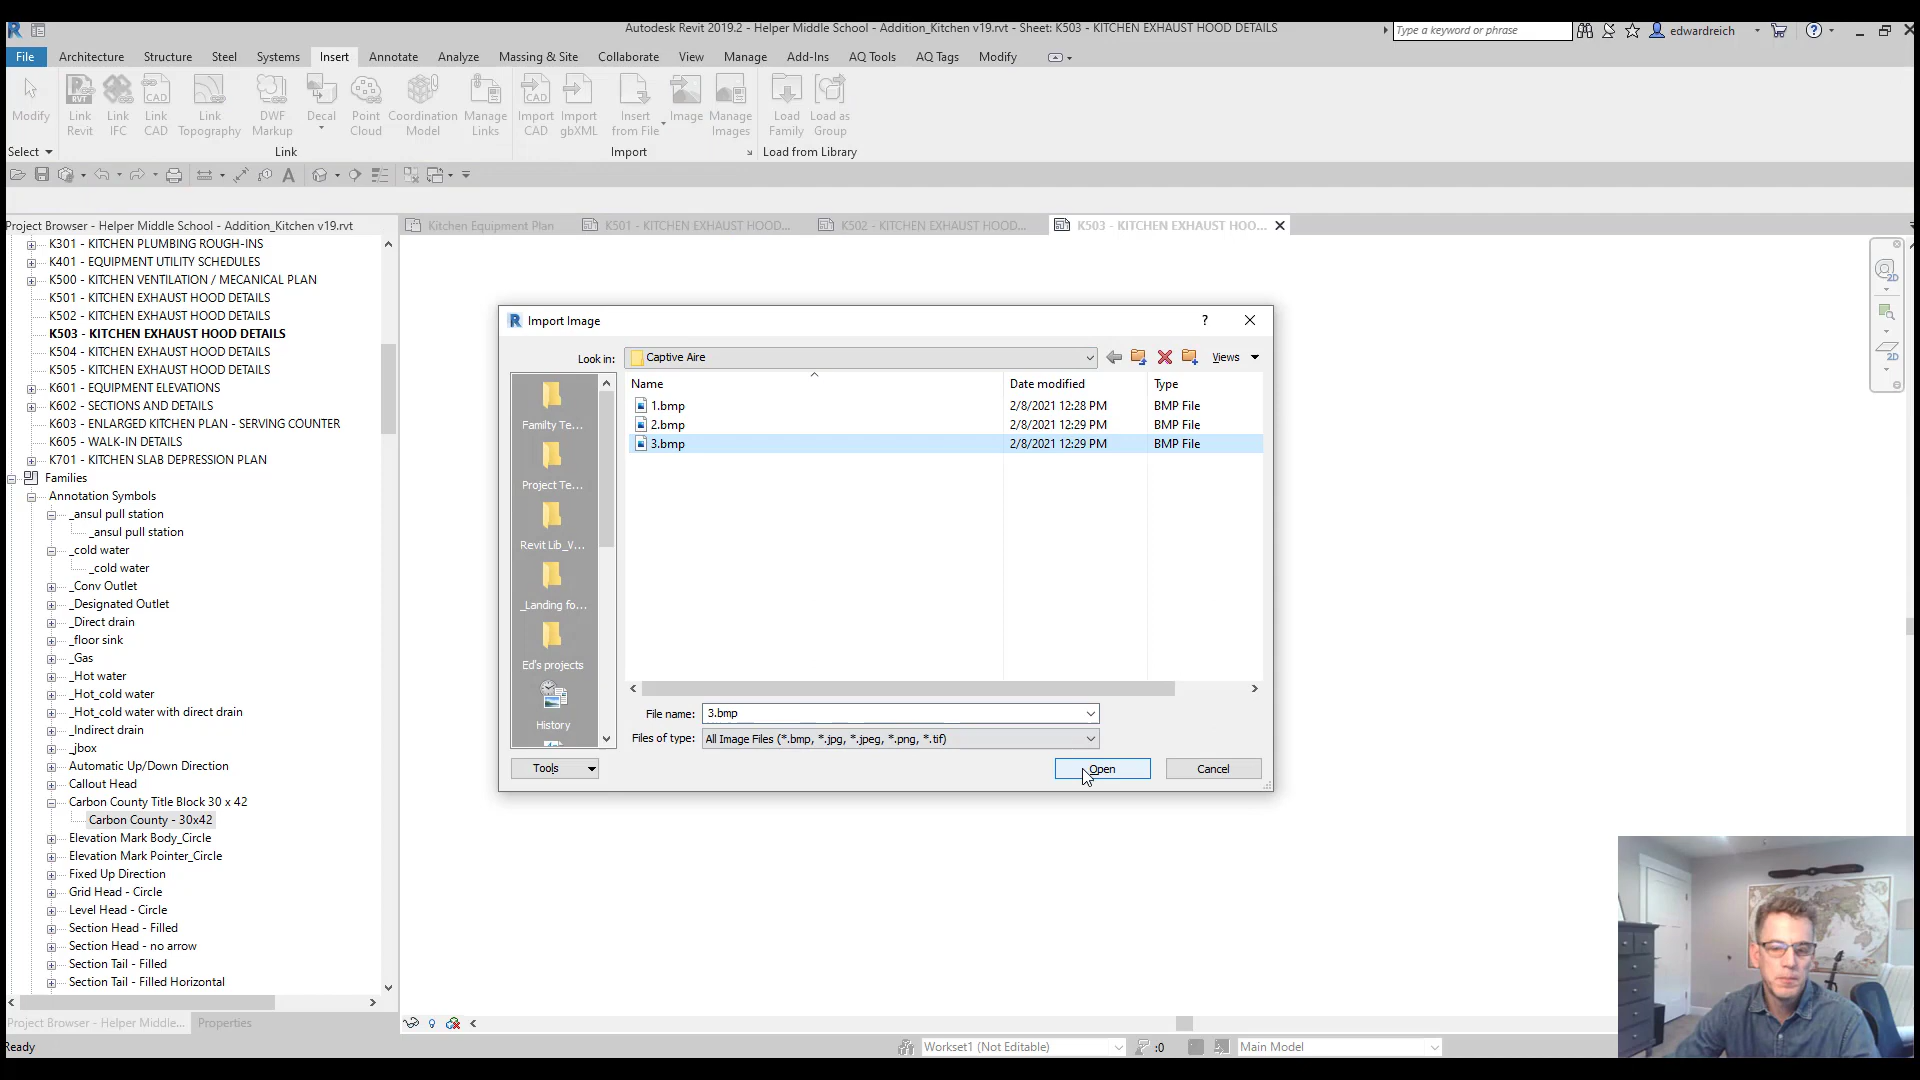 Autodesk Revit 2019.2 - Helper Middle School - Addition_Kitchen v19.rvt - Sheet: K503 - KITCHEN EXHAUST HOOD DETAILS
Type a keyword or phrase
edwardreich
File Architecture Structure Steel Systems Insert Annotate Analyze Massing & Site Collaborate View Manage Add-Ins AQ Tools AQ Tags Modify
Modify
Link Revit
Link IFC
Link CAD
Link Topography
DWF Markup
Decal
Point Cloud
Coordination Model
Manage Links
Import CAD
Import gbXML
Insert from File
Image
Manage Images
Load Family
Load as Group
Select
Link
Import
Load from Library
Project Browser - Helper Middle School - Addition_Kitchen v19.rvt
Kitchen Equipment Plan
K501 - KITCHEN EXHAUST HOOD...
K502 - KITCHEN EXHAUST HOOD...
K503 - KITCHEN EXHAUST HOO...
K301 - KITCHEN PLUMBING ROUGH-INS
K401 - EQUIPMENT UTILITY SCHEDULES
K500 - KITCHEN VENTILATION / MECANICAL PLAN
K501 - KITCHEN EXHAUST HOOD DETAILS
K502 - KITCHEN EXHAUST HOOD DETAILS
K503 - KITCHEN EXHAUST HOOD DETAILS
K504 - KITCHEN EXHAUST HOOD DETAILS
K505 - KITCHEN EXHAUST HOOD DETAILS
K601 - EQUIPMENT ELEVATIONS
K602 - SECTIONS AND DETAILS
K603 - ENLARGED KITCHEN PLAN - SERVING COUNTER
K605 - WALK-IN DETAILS
K701 - KITCHEN SLAB DEPRESSION PLAN
Families
Annotation Symbols
_ansul pull station
_ansul pull station
_cold water
_cold water
_Conv Outlet
_Designated Outlet
_Direct drain
_floor sink
_Gas
_Hot water
_Hot_cold water
_Hot_cold water with direct drain
_Indirect drain
_jbox
Automatic Up/Down Direction
Callout Head
Carbon County Title Block 30 x 42
Carbon County - 30x42
Elevation Mark Body_Circle
Elevation Mark Pointer_Circle
Fixed Up Direction
Grid Head - Circle
Level Head - Circle
Section Head - Filled
Section Head - no arrow
Section Tail - Filled
Section Tail - Filled Horizontal
Project Browser - Helper Middle...
Properties
Import Image
?
Look in:
Captive Aire
Views
Name Date modified Type
1.bmp 2/8/2021 12:28 PM BMP File
2.bmp 2/8/2021 12:29 PM BMP File
3.bmp 2/8/2021 12:29 PM BMP File
Familty Te...
Project Te...
Revit Lib_V...
_Landing fo...
Ed's projects
History
File name: 3.bmp
Files of type: All Image Files (*.bmp, *.jpg, *.jpeg, *.png, *.tif)
Tools
Open
Cancel
Ready
Workset1 (Not Editable)
:0
Main Model